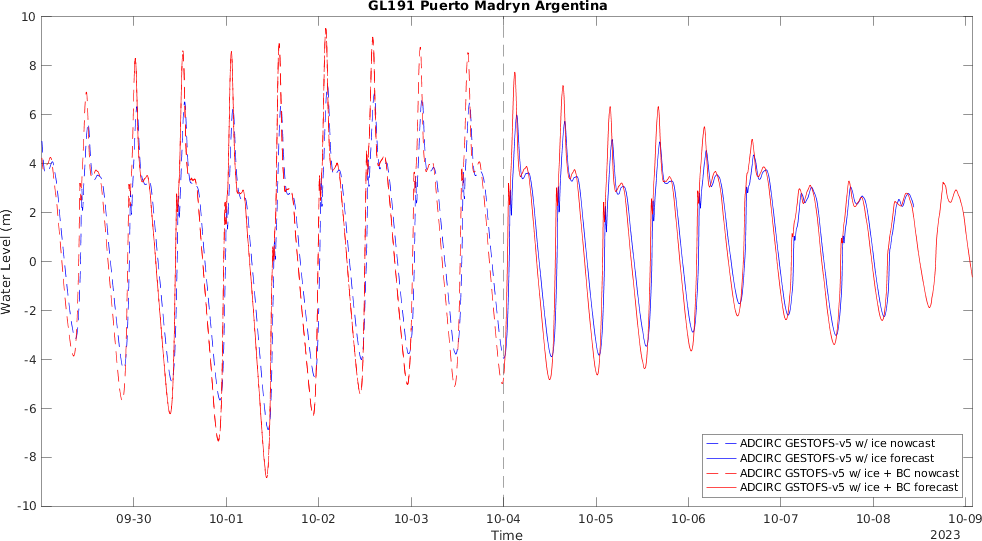 GL191 Puerto Madryn Argentina
10
8
6
4
2
0
-2
-4
-6
-8
-10
Water Level (m)
09-30 10-01 10-02 10-03 10-04 10-05 10-06 10-07 10-08 10-09
Time
2023
ADCIRC GESTOFS-v5 w/ ice nowcast
ADCIRC GESTOFS-v5 w/ ice forecast
ADCIRC GSTOFS-v5 w/ ice + BC nowcast
ADCIRC GSTOFS-v5 w/ ice + BC forecast